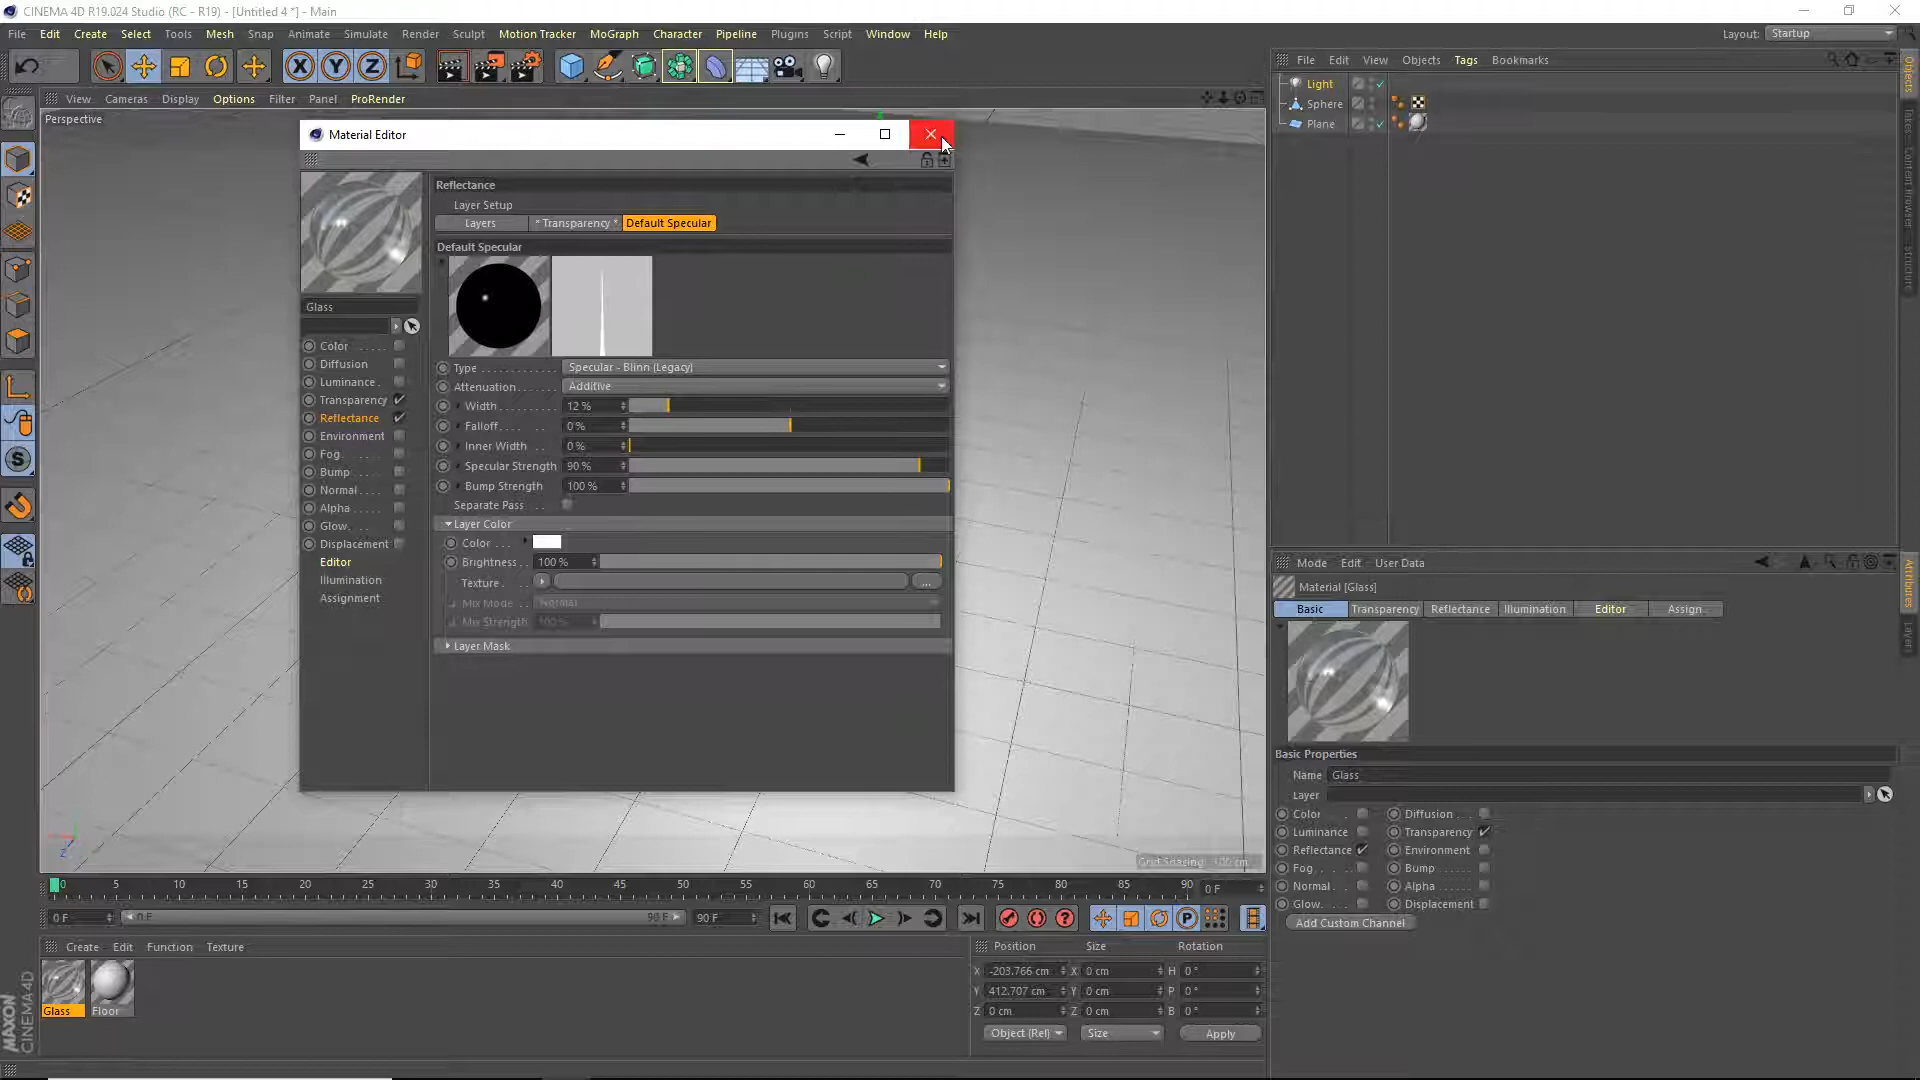 CINEMA 4D R19.024 Studio (RC - R19) - [Untitled 4 *] - Main
File Edit Create Select Tools Mesh Snap Animate Simulate Render Sculpt Motion Tracker MoGraph Character Pipeline Plugins Script Window Help Layout: Startup
View Cameras Display Options Filter Panel ProRender
Perspective
Material Editor
Reflectance
Layer Setup
Layers * Transparency * Default Specular
Default Specular
Glass
Color
Diffusion
Luminance
Transparency
Reflectance
Environment
Fog
Bump
Normal
Alpha
Glow
Displacement
Editor
Illumination
Assignment
Type Specular - Blinn (Legacy)
Attenuation Additive
Width 12 %
Falloff 0 %
Inner Width 0 %
Specular Strength 90 %
Bump Strength 100 %
Separate Pass
Layer Color
Color
Brightness 100 %
Texture ...
Mix Mode Normal
Mix Strength 100 %
Layer Mask
Grid Spacing : 100 cm
0 5 10 15 20 25 30 35 40 45 50 55 60 65 70 75 80 85 90 0 F
0 F 0 F 90 F 90 F
Create Edit Function Texture
Glass Floor
MAXON
CINEMA 4D
Position Size Rotation
X -203.766 cm X 0 cm H 0 °
Y 412.707 cm Y 0 cm P 0 °
Z 0 cm Z 0 cm B 0 °
Object (Rel) Size Apply
File Edit View Objects Tags Bookmarks
Light
Sphere
Plane
Objects
Takes
Content Browser
Structure
Mode Edit User Data
Material [Glass]
Basic Transparency Reflectance Illumination Editor Assign
Basic Properties
Name Glass
Layer
Color Diffusion
Luminance Transparency
Reflectance Environment
Fog Bump
Normal Alpha
Glow Displacement
Add Custom Channel
Attributes
Layer